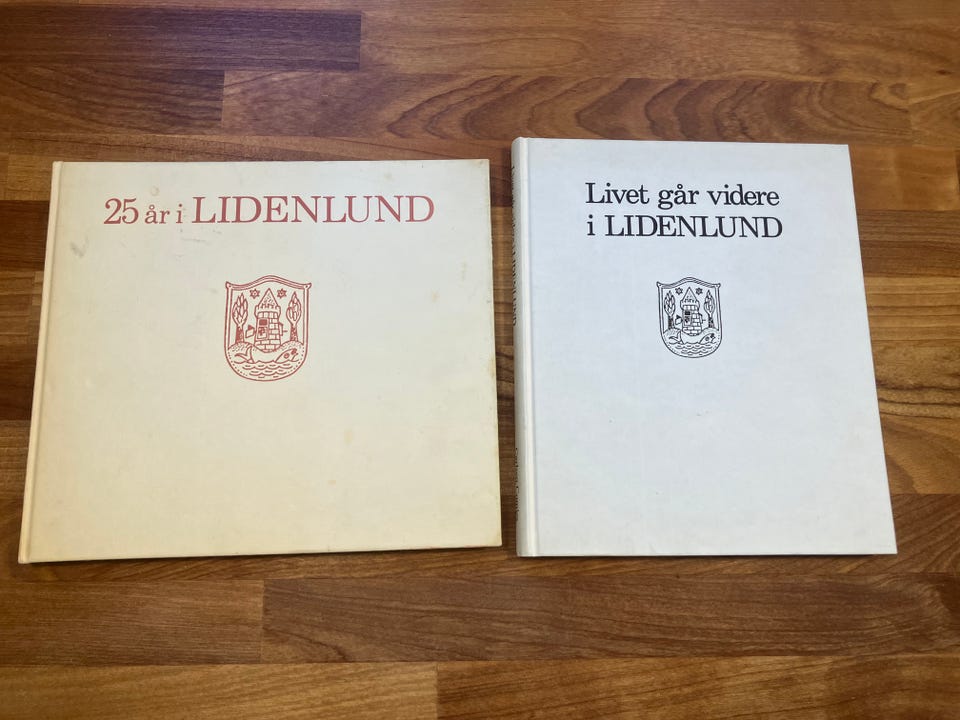 25 år i LIDENLUND
Livet går videre
i LIDENLUND